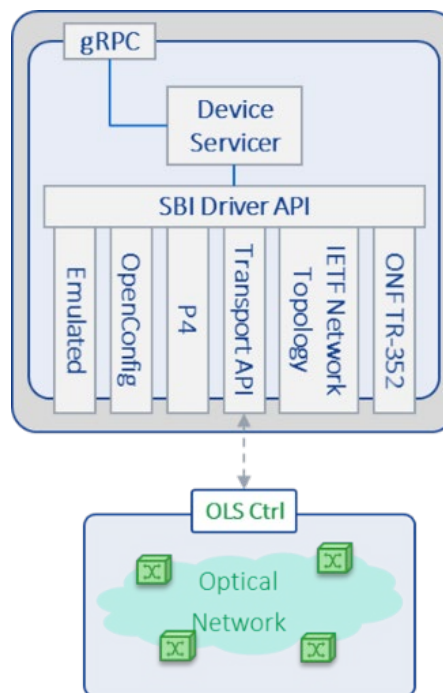 gRPC
Device
Servicer
SBI Driver API
Emulated
OpenConfig
P4
Transport API
IETF Network
Topology
ONF TR-352
OLS Ctrl
Optical
Network